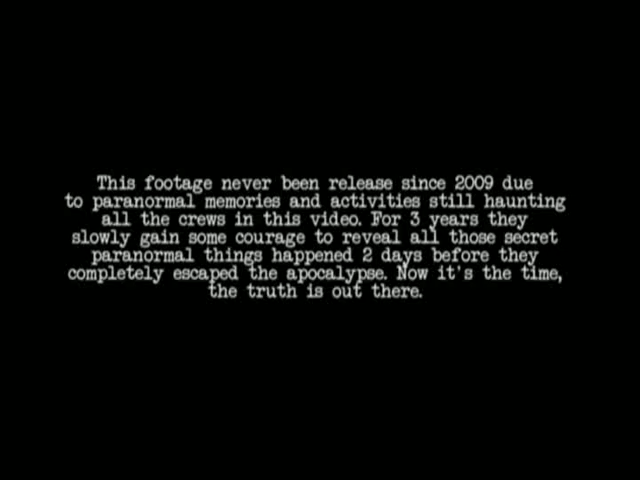 This footage never been release since 2009 due
to paranormal memories and activities still haunting
all the crews in this video. For 3 years they
slowly gain some courage to reveal all those secret
paranormal things happened 2 days before they
completely escaped the apocalypse. Now it's the time,
the truth is out there.